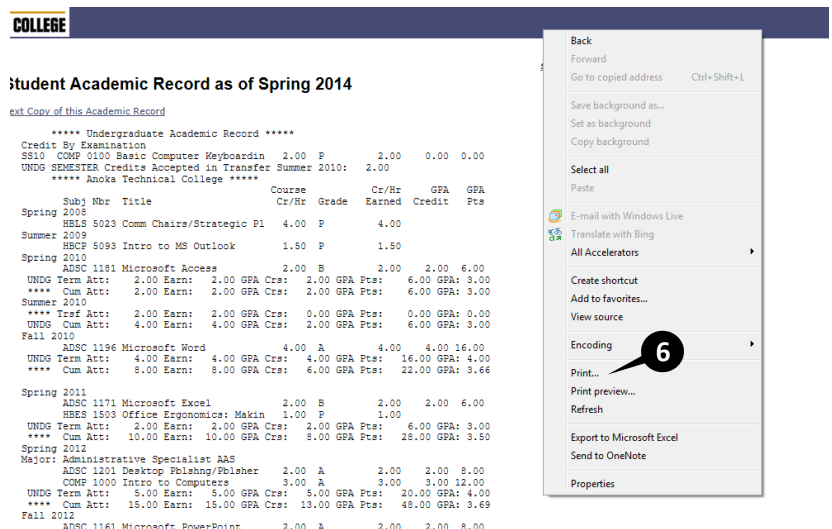 COLLEGE
Student Academic Record as of Spring 2014
ext Copy of this Academic Record
***** Undergraduate Academic Record *****
Credit By Examination
SS10 COMP 0100 Basic Computer Keyboardin 2.00 P 2.00 0.00 0.00
UNDG SEMESTER Credits Accepted in Transfer Summer 2010: 2.00
***** Anoka Technical College *****
Course Cr/Hr GPA GPA
Subj Nbr Title Cr/Hr Grade Earned Credit Pts
Spring 2008
HBLS 5023 Comm Chairs/Strategic Pl 4.00 P 4.00
Summer 2009
HBCP 5093 Intro to MS Outlook 1.50 P 1.50
Spring 2010
ADSC 1181 Microsoft Access 2.00 B 2.00 2.00 6.00
UNDG Term Att: 2.00 Earn: 2.00 GPA Crs: 2.00 GPA Pts: 6.00 GPA: 3.00
**** Cum Att: 2.00 Earn: 2.00 GPA Crs: 2.00 GPA Pts: 6.00 GPA: 3.00
Summer 2010
**** Trsf Att: 2.00 Earn: 2.00 GPA Crs: 0.00 GPA Pts: 0.00 GPA: 0.00
UNDG Cum Att: 4.00 Earn: 4.00 GPA Crs: 2.00 GPA Pts: 6.00 GPA: 3.00
Fall 2010
ADSC 1196 Microsoft Word 4.00 A 4.00 4.00 16.00
UNDG Term Att: 4.00 Earn: 4.00 GPA Crs: 4.00 GPA Pts: 16.00 GPA: 4.00
**** Cum Att: 8.00 Earn: 8.00 GPA Crs: 6.00 GPA Pts: 22.00 GPA: 3.66
Spring 2011
ADSC 1171 Microsoft Excel 2.00 B 2.00 2.00 6.00
HBES 1503 Office Ergonomics: Makin 1.00 P 1.00
UNDG Term Att: 2.00 Earn: 2.00 GPA Crs: 2.00 GPA Pts: 6.00 GPA: 3.00
**** Cum Att: 10.00 Earn: 10.00 GPA Crs: 8.00 GPA Pts: 28.00 GPA: 3.50
Spring 2012
Major: Administrative Specialist AAS
ADSC 1201 Desktop Pblshng/Pblsher 2.00 A 2.00 2.00 8.00
COMP 1000 Intro to Computers 3.00 A 3.00 3.00 12.00
UNDG Term Att: 5.00 Earn: 5.00 GPA Crs: 5.00 GPA Pts: 20.00 GPA: 4.00
**** Cum Att: 15.00 Earn: 15.00 GPA Crs: 13.00 GPA Pts: 48.00 GPA: 3.69
Fall 2012
ADSC 1161 Microsoft PowerPoint 2.00 A 2.00 2.00 8.00
Back
Forward
Go to copied address Ctrl+Shift+L
Save background as...
Set as background
Copy background
Select all
Paste
E-mail with Windows Live
Translate with Bing
All Accelerators
Create shortcut
Add to favorites...
View source
Encoding
6
Print...
Print preview...
Refresh
Export to Microsoft Excel
Send to OneNote
Properties